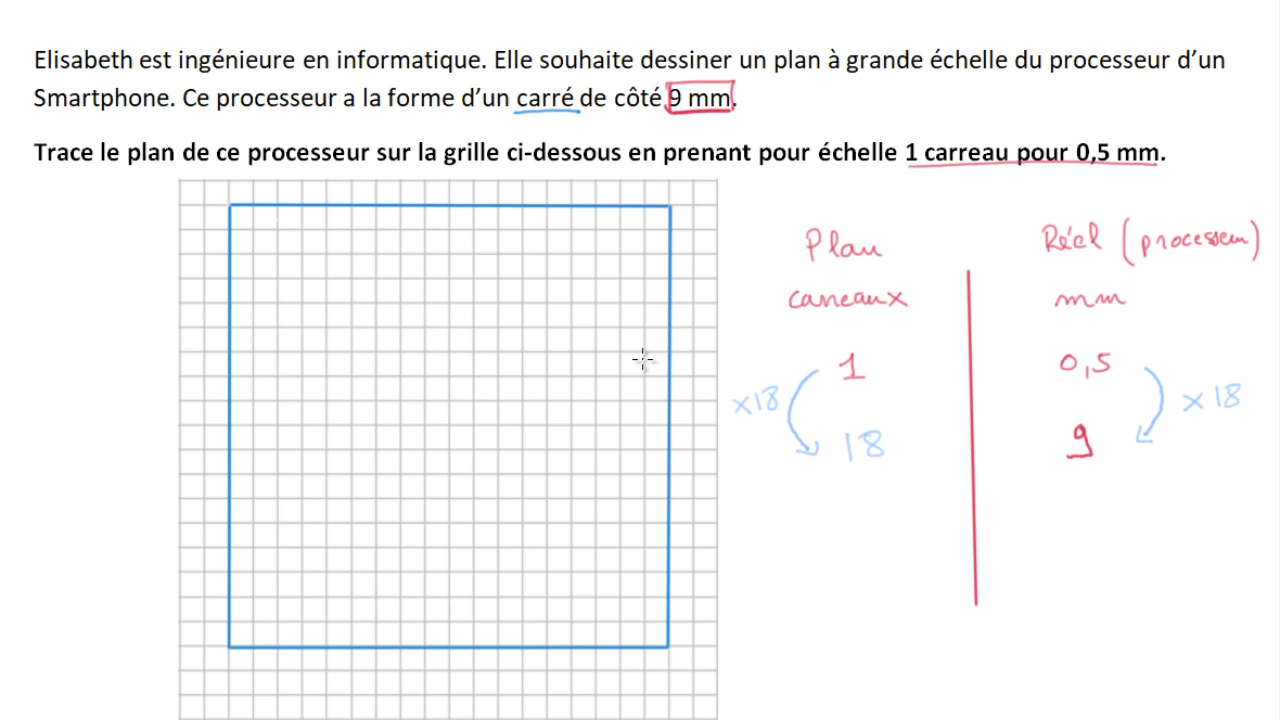 Elisabeth est ingénieure en informatique. Elle souhaite dessiner un plan à grande échelle du processeur d’un
Smartphone. Ce processeur a la forme d’un carré de côté 9 mm.
Trace le plan de ce processeur sur la grille ci-dessous en prenant pour échelle 1 carreau pour 0,5 mm.
Plan Réel (processeur)
carreaux mm
1 0,5
x18 x18
18 9